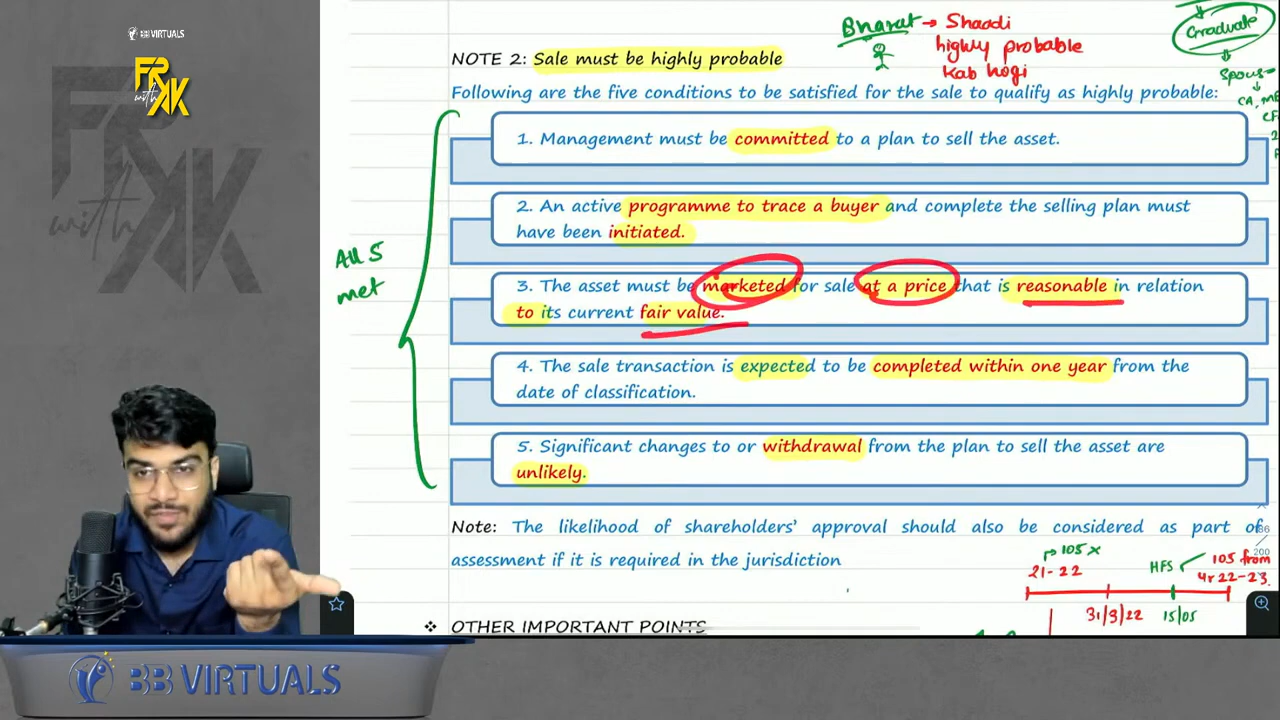 BB VIRTUALS
FR
with
AK
Bharat → Shaadi
highly probable
Kab hogi
Graduate
Spous
CA, MB
CF
NOTE 2: Sale must be highly probable
Following are the five conditions to be satisfied for the sale to qualify as highly probable:
1. Management must be committed to a plan to sell the asset.
2. An active programme to trace a buyer and complete the selling plan must
have been initiated.
All 5
met
3. The asset must be marketed for sale at a price that is reasonable in relation
to its current fair value.
4. The sale transaction is expected to be completed within one year from the
date of classification.
5. Significant changes to or withdrawal from the plan to sell the asset are
unlikely.
Note: The likelihood of shareholders' approval should also be considered as part of
assessment if it is required in the jurisdiction
200
105 x
21-22
HFS
105 from
4r 22-23.
31/3/22
15/05
❖ OTHER IMPORTANT POINTS
BB VIRTUALS